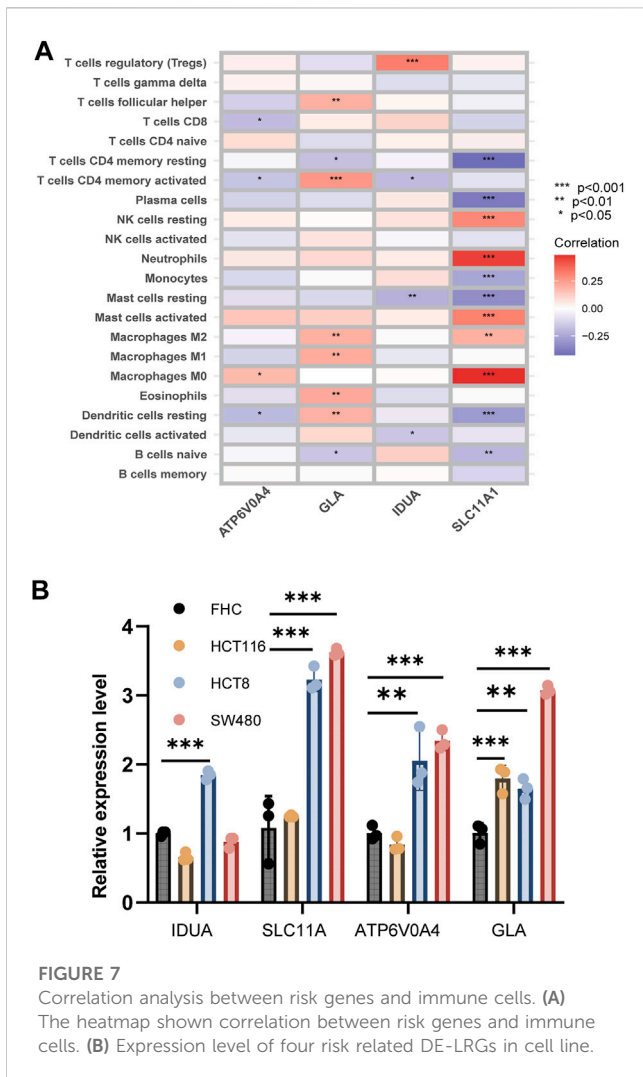 A
T cells regulatory (Tregs)
***
T cells gamma delta
T cells follicular helper
**
T cells CD8
*
T cells CD4 naive
T cells CD4 memory resting
* ***
T cells CD4 memory activated
* *** *
Plasma cells
***
NK cells resting
***
NK cells activated
Neutrophils
***
Monocytes
***
Mast cells resting
** ***
Mast cells activated
***
Macrophages M2
** **
Macrophages M1
**
Macrophages M0
* ***
Eosinophils
**
Dendritic cells resting
* ** ***
Dendritic cells activated
*
B cells naive
* **
B cells memory
ATP6V0A4
GLA
IDUA
SLC11A1
*** p<0.001
** p<0.01
* p<0.05
Correlation
0.25
0.00
−0.25
B
FHC
HCT116
HCT8
SW480
Relative expression level
4
3
2
1
0
***
***
***
***
**
***
**
***
IDUA
SLC11A
ATP6V0A4
GLA
FIGURE 7
Correlation analysis between risk genes and immune cells. (A)
The heatmap shown correlation between risk genes and immune
cells. (B) Expression level of four risk related DE-LRGs in cell line.